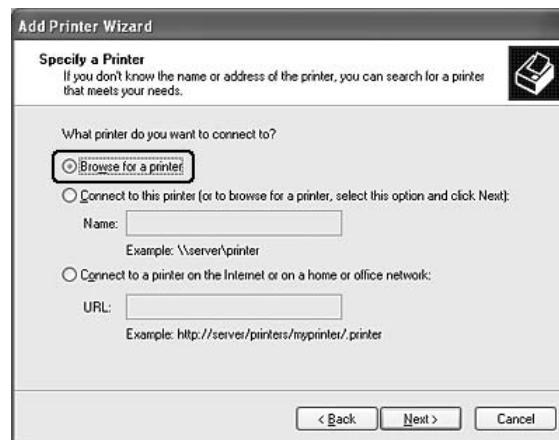 Add Printer Wizard
Specify a Printer
If you don't know the name or address of the printer, you can search for a printer
that meets your needs.
What printer do you want to connect to?
Browse for a printer
Connect to this printer (or to browse for a printer, select this option and click Next):
Name:
Example: \\server\printer
Connect to a printer on the Internet or on a home or office network:
URL:
Example: http://server/printers/myprinter/.printer
< Back Next > Cancel